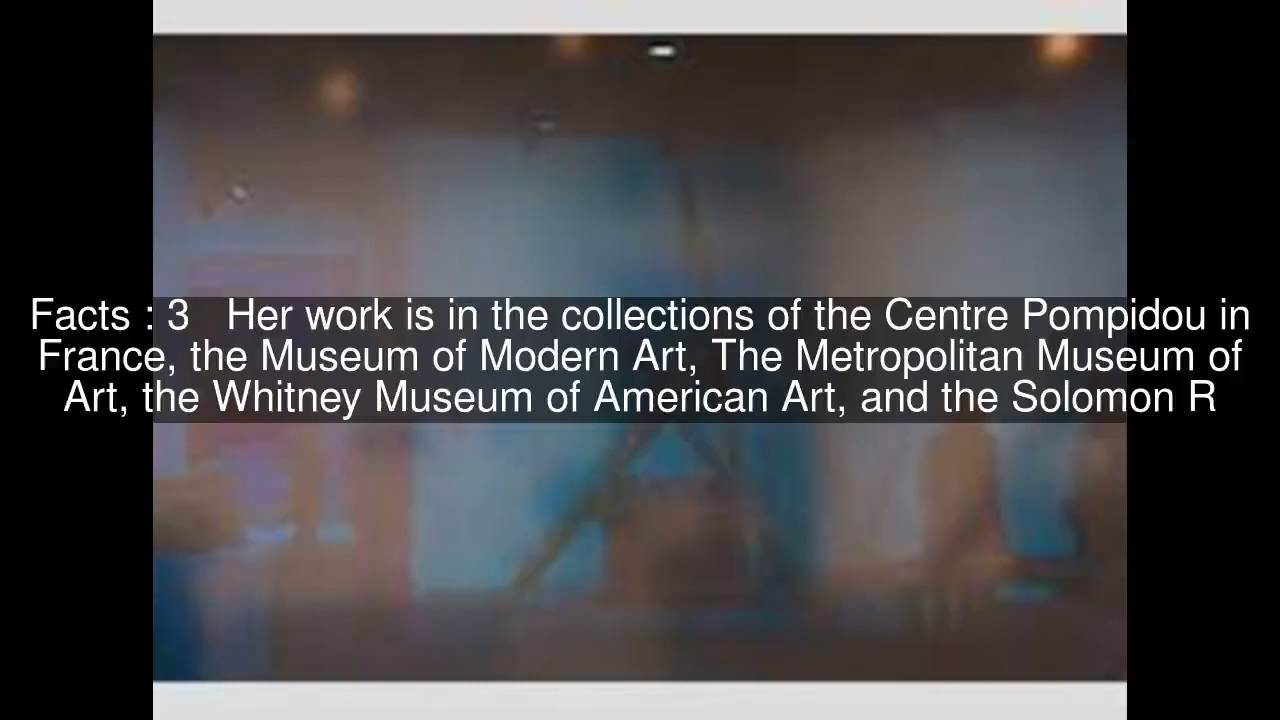 Facts : 3   Her work is in the collections of the Centre Pompidou in
France, the Museum of Modern Art, The Metropolitan Museum of
Art, the Whitney Museum of American Art, and the Solomon R